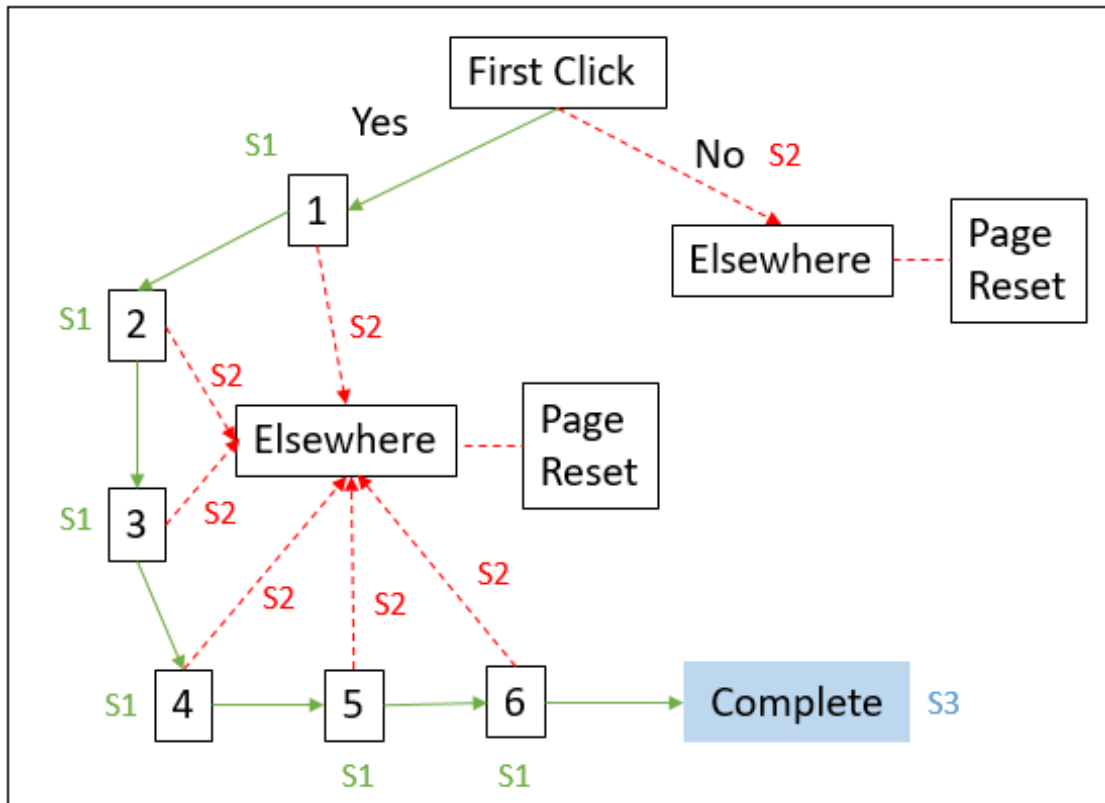 First Click
Yes
S1
No
S2
1
Elsewhere
Page
Reset
S1
2
S2
S2
Elsewhere
Page
Reset
S1
3
S2
S2
S2
S2
S1
4
5
6
Complete
S3
S1
S1